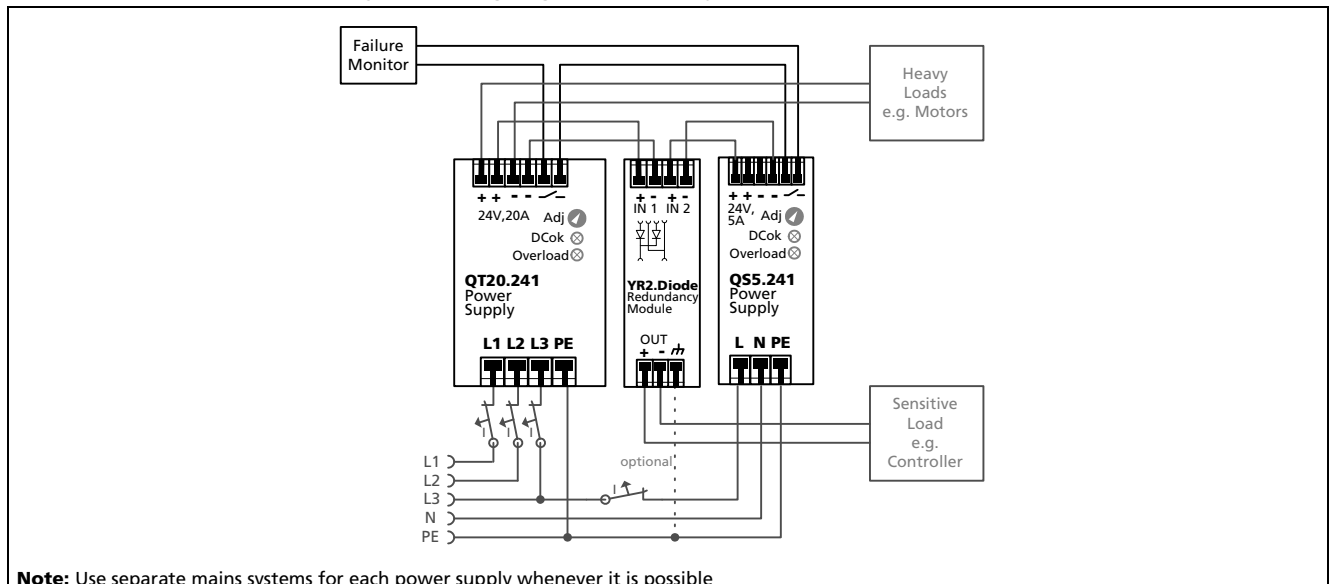 Failure
Monitor
Heavy
Loads
e.g. Motors
+ + - -
24V,20A
Adj
DCok
Overload
QT20.241
Power
Supply
L1 L2 L3 PE
+ - + -
IN 1 IN 2
YR2.Diode
Redundancy
Module
OUT
+ -
+ + - -
24V,
5A
Adj
DCok
Overload
QS5.241
Power
Supply
L N PE
Sensitive
Load
e.g.
Controller
I I I
optional
I
L1
L2
L3
N
PE
Note: Use separate mains systems for each power supply whenever it is possible